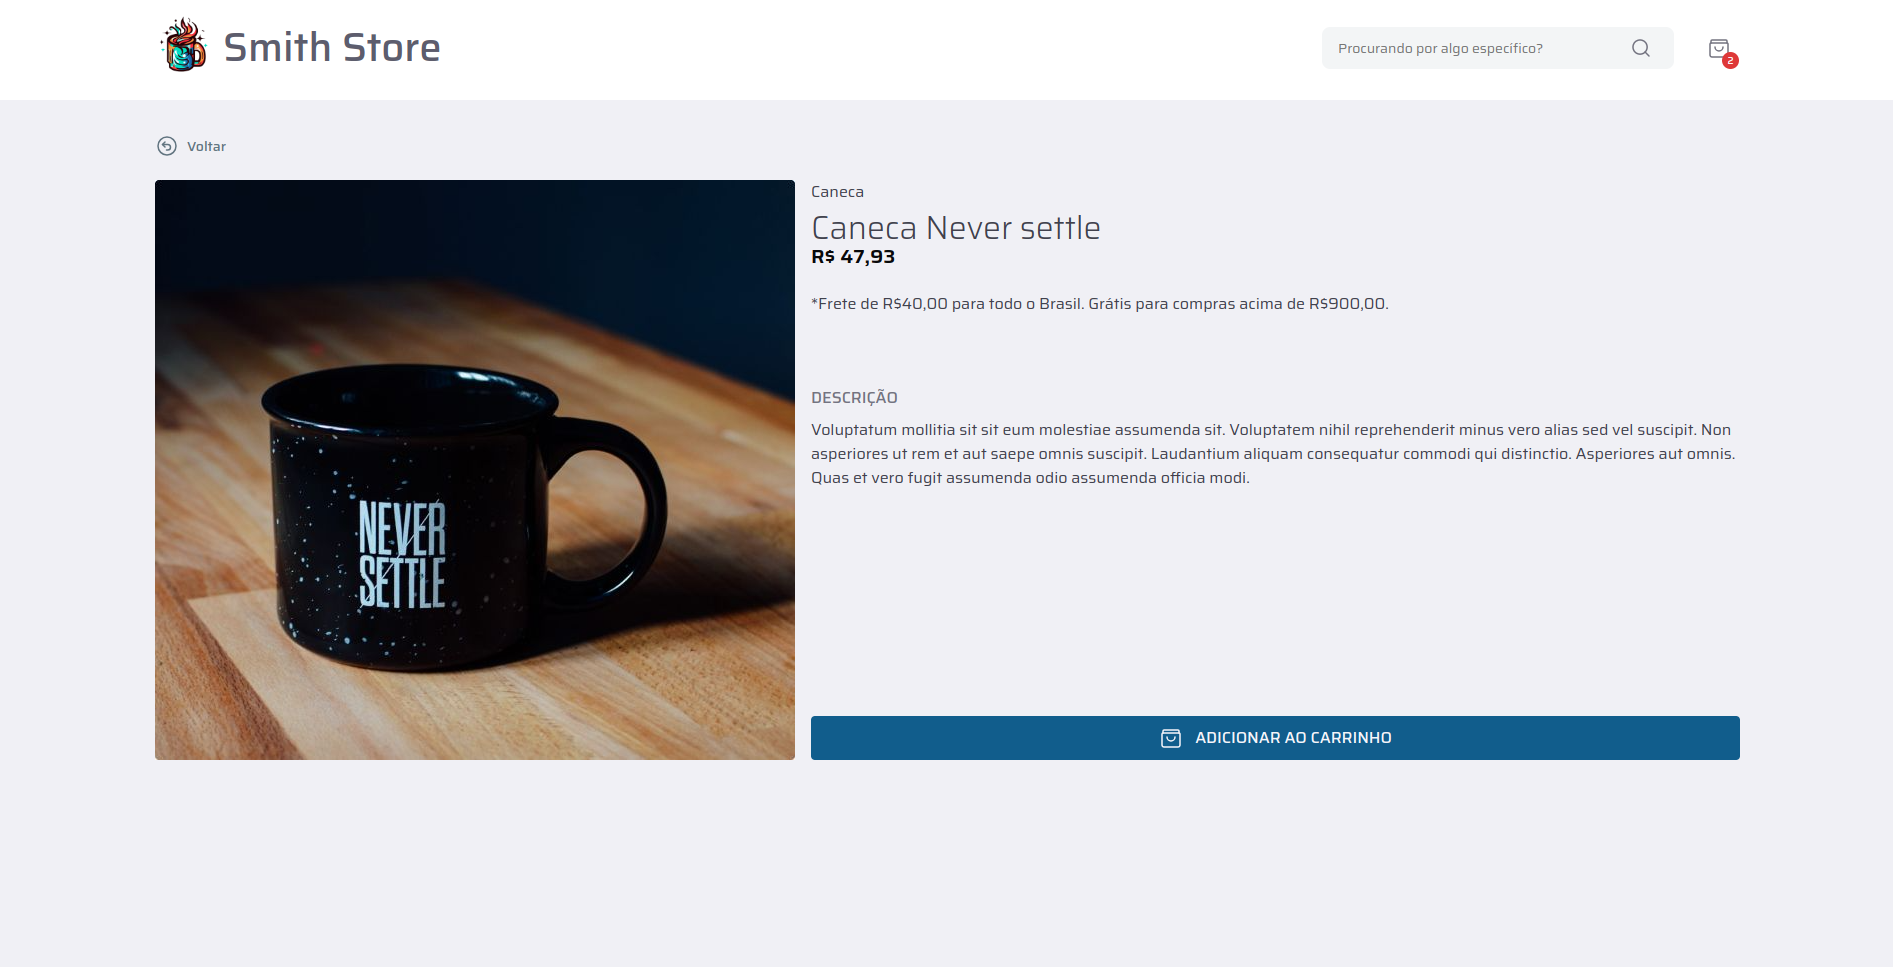 Smith Store
Procurando por algo específico?
2
Voltar
Caneca
Caneca Never settle
R$ 47,93
*Frete de R$40,00 para todo o Brasil. Grátis para compras acima de R$900,00.
DESCRIÇÃO
Voluptatum mollitia sit sit eum molestiae assumenda sit. Voluptatem nihil reprehenderit minus vero alias sed vel suscipit. Non
asperiores ut rem et aut saepe omnis suscipit. Laudantium aliquam consequatur commodi qui distinctio. Asperiores aut omnis.
Quas et vero fugit assumenda odio assumenda officia modi.
NEVER
SETTLE
ADICIONAR AO CARRINHO